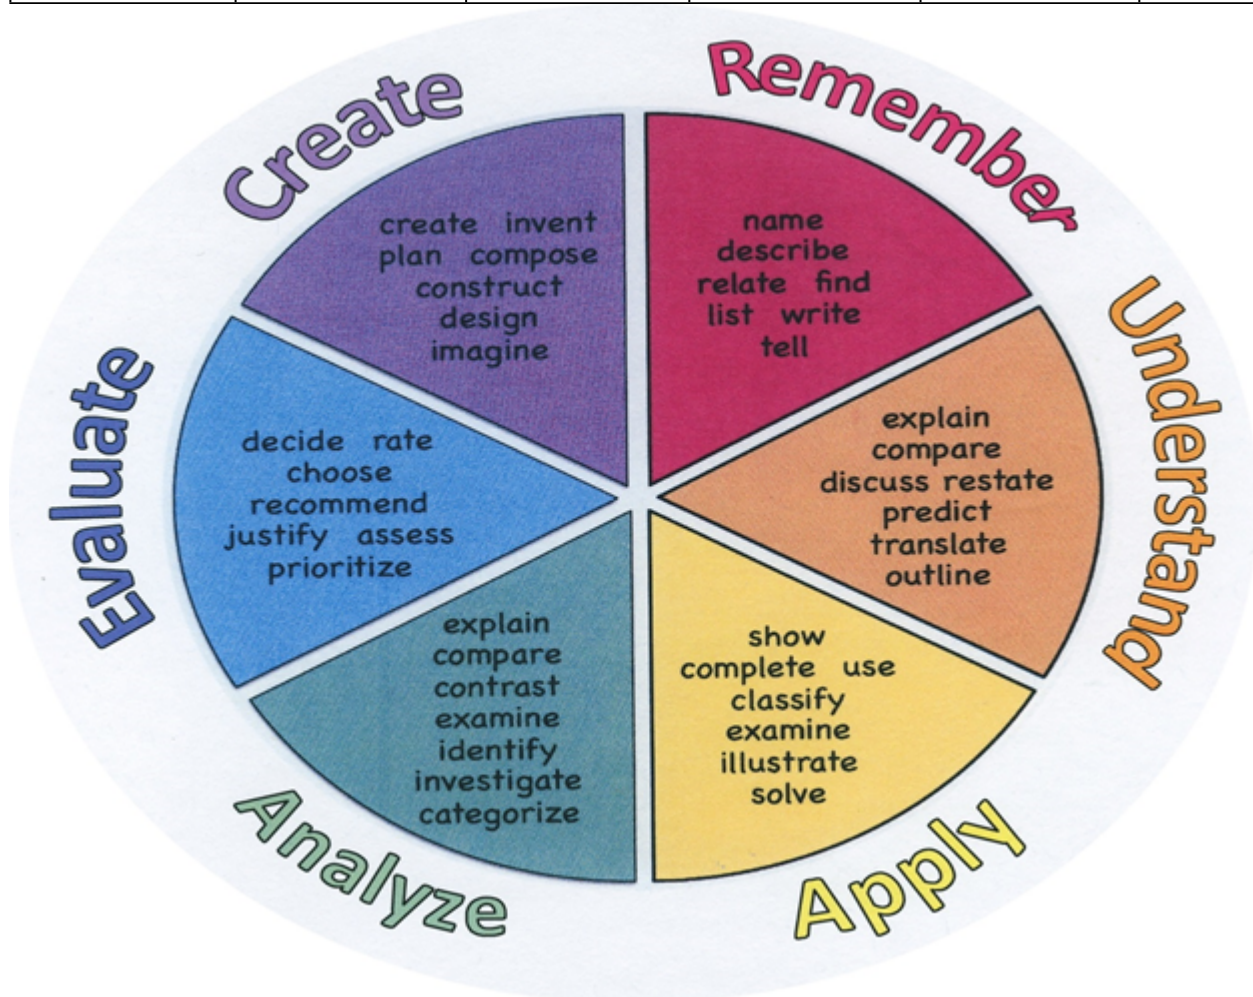 Remember
name
describe
relate find
list write
tell
Understand
explain
compare
discuss restate
predict
translate
outline
Apply
show
complete use
classify
examine
illustrate
solve
Analyze
explain
compare
contrast
examine
identify
investigate
categorize
Evaluate
decide rate
choose
recommend
justify assess
prioritize
Create
create invent
plan compose
construct
design
imagine